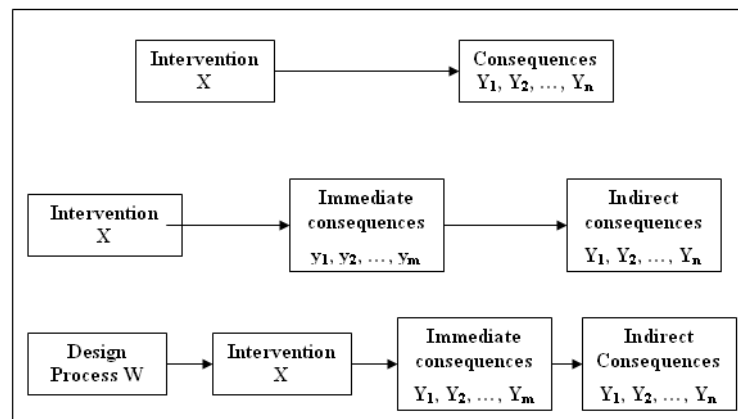 Intervention
X
Consequences
Y1, Y2, ..., Yn
Intervention
X
Immediate
consequences
y1, y2, ..., ym
Indirect
consequences
Y1, Y2, ..., Yn
Design
Process W
Intervention
X
Immediate
consequences
Y1, Y2, ..., Ym
Indirect
Consequences
Y1, Y2, ..., Yn